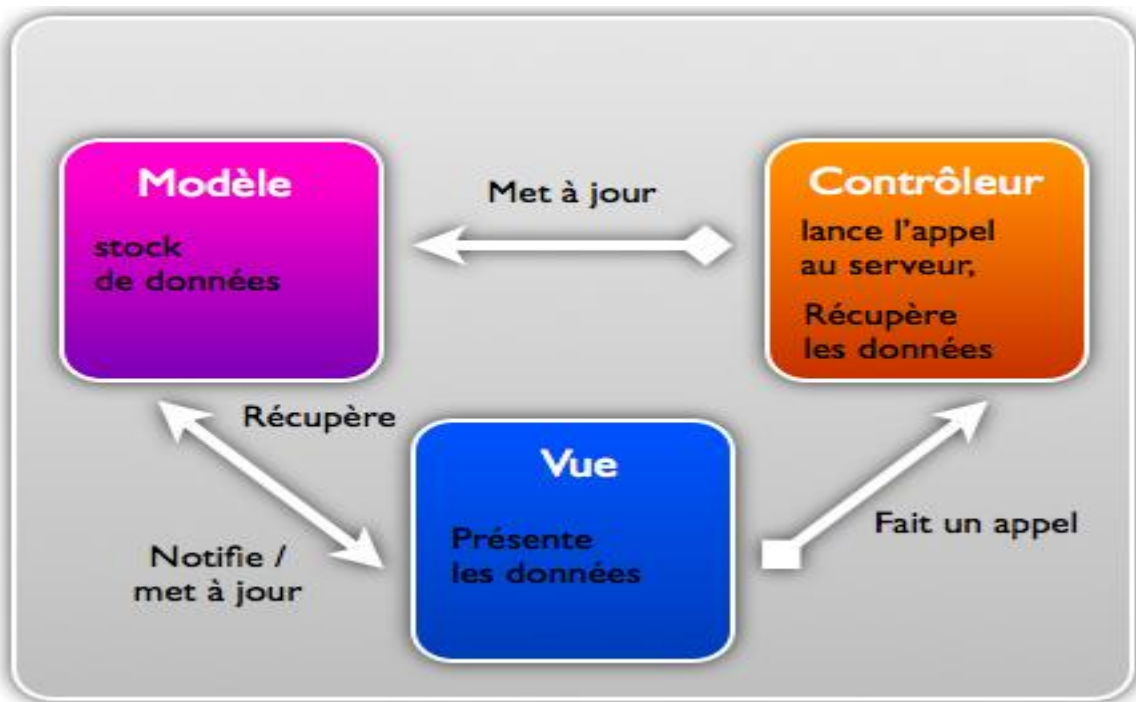 Modèle
stock
de données
Met à jour
Contrôleur
lance l'appel
au serveur,
Récupère
les données
Récupère
Notifie /
met à jour
Vue
Présente
les données
Fait un appel